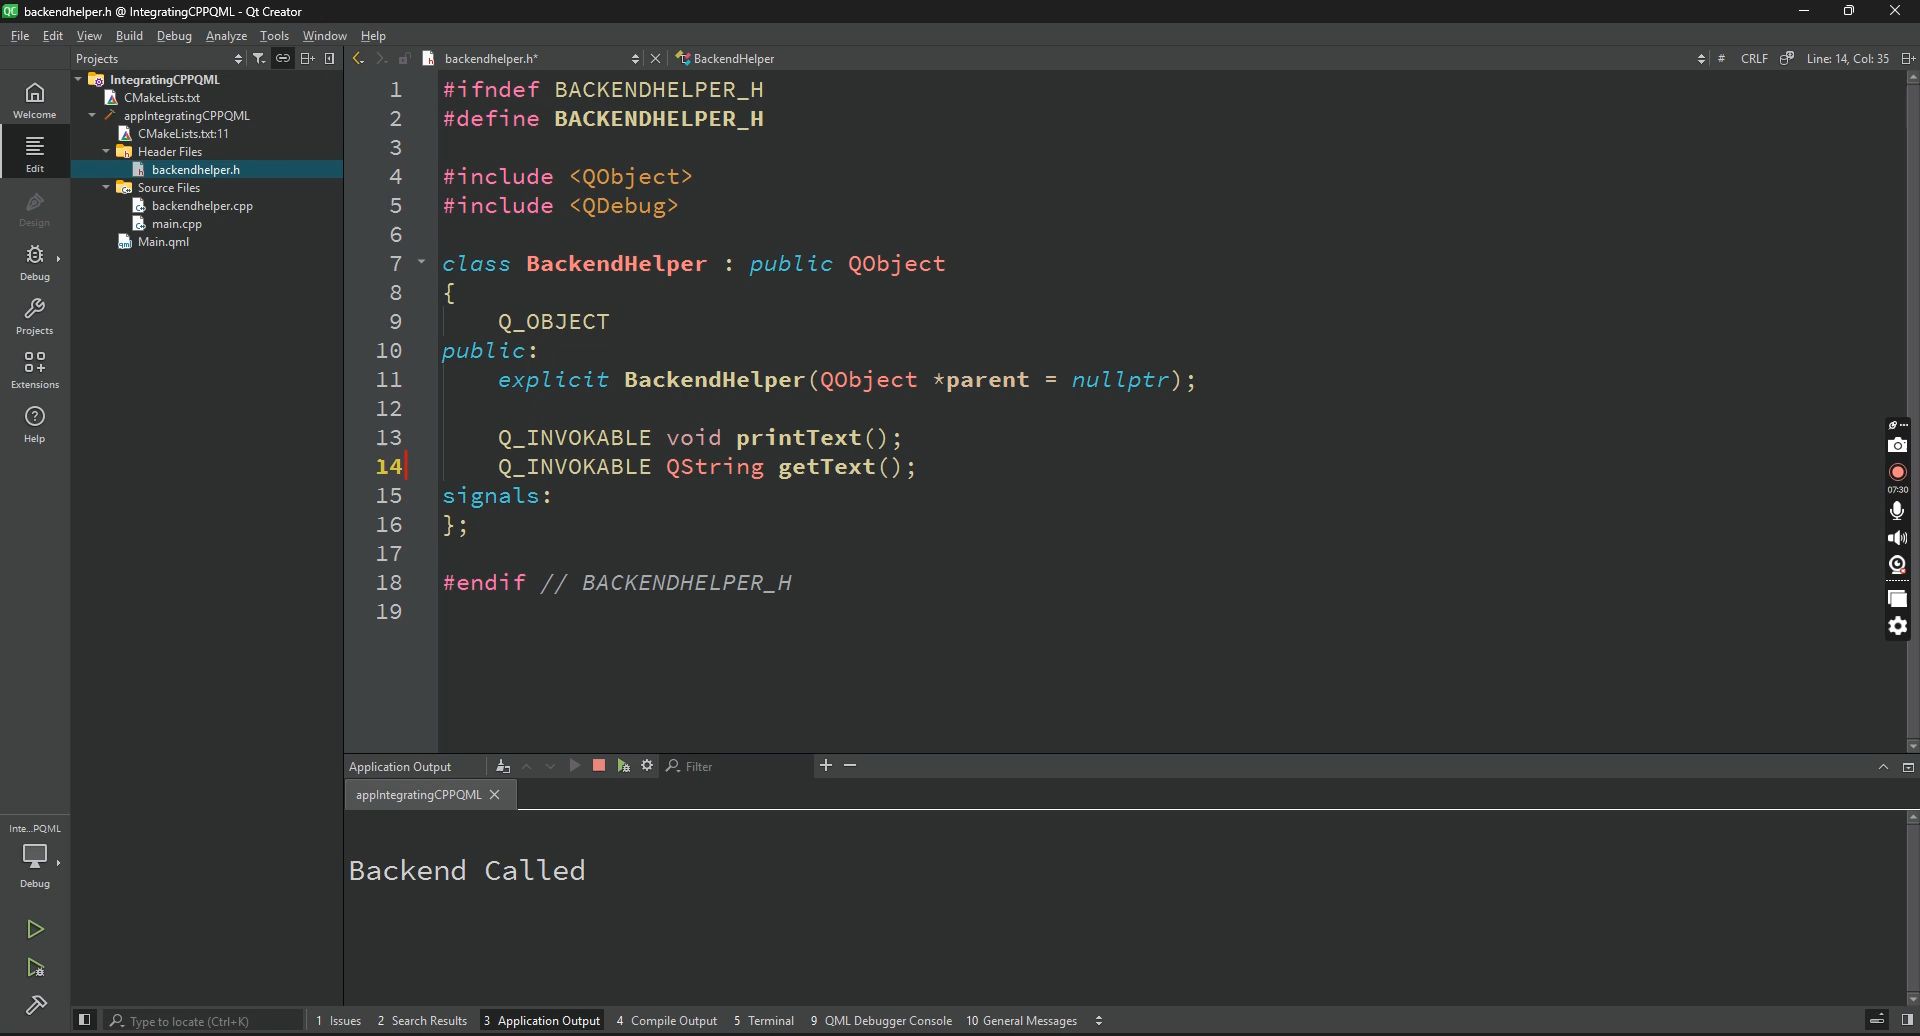 QC backendhelper.h @ IntegratingCPPQML - Qt Creator
File Edit View Build Debug Analyze Tools Window Help
Projects
backendhelper.h*
BackendHelper
# CRLF Line: 14, Col: 35
Welcome
Edit
Design
Debug
Projects
Extensions
Help
IntegratingCPPQML
CMakeLists.txt
appIntegratingCPPQML
CMakeLists.txt:11
Header Files
backendhelper.h
Source Files
backendhelper.cpp
main.cpp
Main.qml
1 #ifndef BACKENDHELPER_H
2 #define BACKENDHELPER_H
3
4 #include <QObject>
5 #include <QDebug>
6
7 class BackendHelper : public QObject
8 {
9 Q_OBJECT
10 public:
11 explicit BackendHelper(QObject *parent = nullptr);
12
13 Q_INVOKABLE void printText();
14 Q_INVOKABLE QString getText();
15 signals:
16 };
17
18 #endif // BACKENDHELPER_H
19
07:30
Application Output
Filter
appIntegratingCPPQML
Backend Called
Inte...PQML
Debug
Type to locate (Ctrl+K)
1 Issues 2 Search Results 3 Application Output 4 Compile Output 5 Terminal 9 QML Debugger Console 10 General Messages